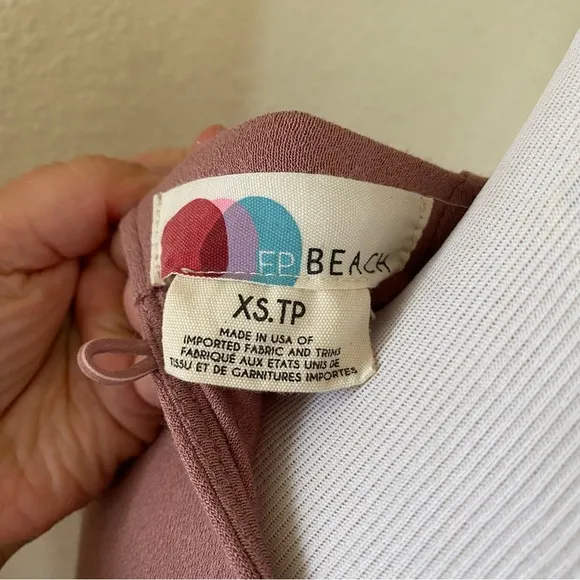 FP BEACH
XS.TP
MADE IN USA OF
IMPORTED FABRIC AND TRIMS
FABRIQUÉ AUX ETATS UNIS DE
TISSU ET DE GARNITURES IMPORTÉS